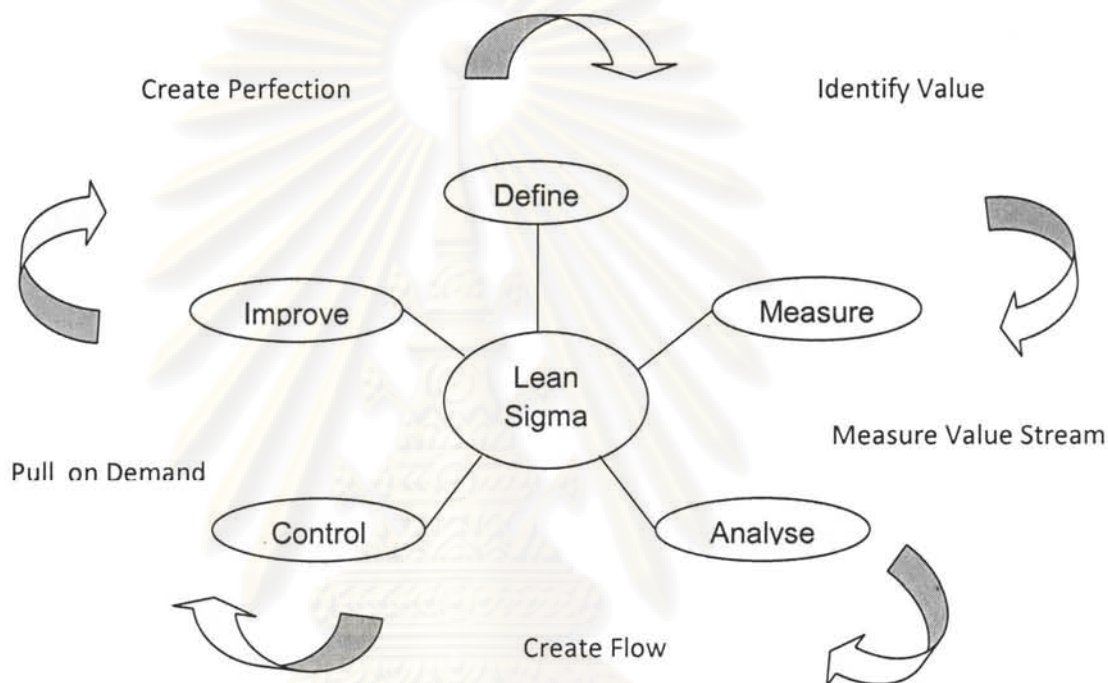 Create Perfection
Identify Value
Define
Improve
Measure
Lean
Sigma
Measure Value Stream
Pull on Demand
Control
Analyse
Create Flow